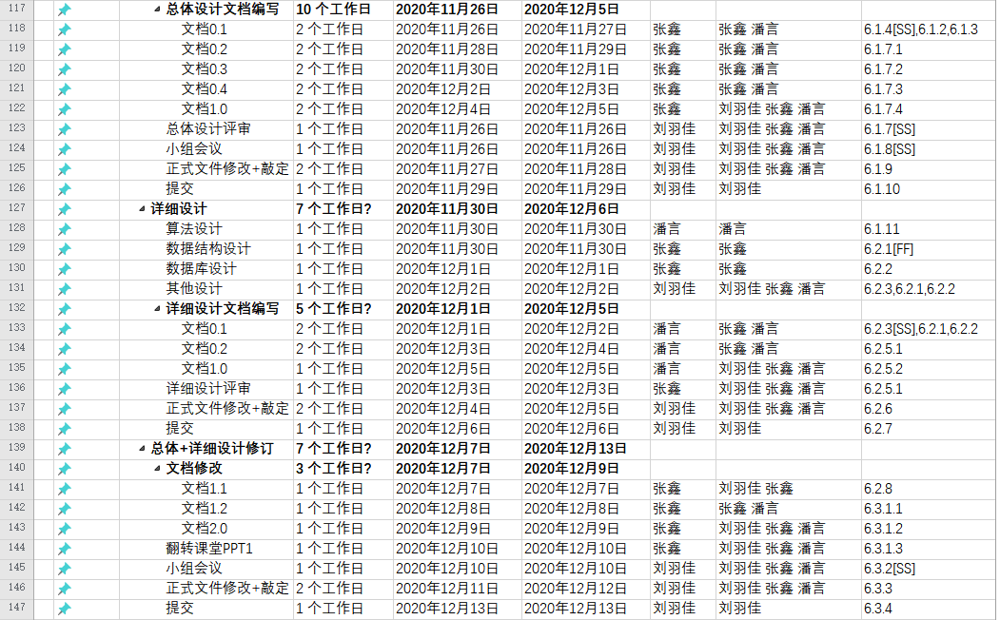 117 总体设计文档编写 10 个工作日 2020年11月26日 2020年12月5日
118 文档0.1 2 个工作日 2020年11月26日 2020年11月27日 张鑫 张鑫 潘言 6.1.4[SS],6.1.2,6.1.3
119 文档0.2 2 个工作日 2020年11月28日 2020年11月29日 张鑫 张鑫 潘言 6.1.7.1
120 文档0.3 2 个工作日 2020年11月30日 2020年12月1日 张鑫 张鑫 潘言 6.1.7.2
121 文档0.4 2 个工作日 2020年12月2日 2020年12月3日 张鑫 张鑫 潘言 6.1.7.3
122 文档1.0 2 个工作日 2020年12月4日 2020年12月5日 张鑫 刘羽佳 张鑫 潘言 6.1.7.4
123 总体设计评审 1 个工作日 2020年11月26日 2020年11月26日 刘羽佳 刘羽佳 张鑫 潘言 6.1.7[SS]
124 小组会议 1 个工作日 2020年11月26日 2020年11月26日 刘羽佳 刘羽佳 张鑫 潘言 6.1.8[SS]
125 正式文件修改+敲定 2 个工作日 2020年11月27日 2020年11月28日 刘羽佳 刘羽佳 张鑫 潘言 6.1.9
126 提交 1 个工作日 2020年11月29日 2020年11月29日 刘羽佳 刘羽佳 6.1.10
127 详细设计 7 个工作日? 2020年11月30日 2020年12月6日
128 算法设计 1 个工作日 2020年11月30日 2020年11月30日 潘言 潘言 6.1.11
129 数据结构设计 1 个工作日 2020年11月30日 2020年11月30日 张鑫 张鑫 6.2.1[FF]
130 数据库设计 1 个工作日 2020年12月1日 2020年12月1日 张鑫 张鑫 6.2.2
131 其他设计 1 个工作日 2020年12月2日 2020年12月2日 刘羽佳 刘羽佳 张鑫 潘言 6.2.3,6.2.1,6.2.2
132 详细设计文档编写 5 个工作日? 2020年12月1日 2020年12月5日
133 文档0.1 2 个工作日 2020年12月1日 2020年12月2日 潘言 张鑫 潘言 6.2.3[SS],6.2.1,6.2.2
134 文档0.2 2 个工作日 2020年12月3日 2020年12月4日 潘言 张鑫 潘言 6.2.5.1
135 文档1.0 1 个工作日 2020年12月5日 2020年12月5日 潘言 刘羽佳 张鑫 潘言 6.2.5.2
136 详细设计评审 1 个工作日 2020年12月3日 2020年12月3日 张鑫 刘羽佳 张鑫 潘言 6.2.5.1
137 正式文件修改+敲定 2 个工作日 2020年12月4日 2020年12月5日 刘羽佳 刘羽佳 张鑫 潘言 6.2.6
138 提交 1 个工作日 2020年12月6日 2020年12月6日 刘羽佳 刘羽佳 6.2.7
139 总体+详细设计修订 7 个工作日? 2020年12月7日 2020年12月13日
140 文档修改 3 个工作日? 2020年12月7日 2020年12月9日
141 文档1.1 1 个工作日 2020年12月7日 2020年12月7日 张鑫 刘羽佳 张鑫 6.2.8
142 文档1.2 1 个工作日 2020年12月8日 2020年12月8日 张鑫 张鑫 潘言 6.3.1.1
143 文档2.0 1 个工作日 2020年12月9日 2020年12月9日 张鑫 刘羽佳 张鑫 潘言 6.3.1.2
144 翻转课堂PPT1 1 个工作日 2020年12月10日 2020年12月10日 张鑫 刘羽佳 张鑫 潘言 6.3.1.3
145 小组会议 1 个工作日 2020年12月10日 2020年12月10日 刘羽佳 刘羽佳 张鑫 潘言 6.3.2[SS]
146 正式文件修改+敲定 2 个工作日 2020年12月11日 2020年12月12日 刘羽佳 刘羽佳 张鑫 潘言 6.3.3
147 提交 1 个工作日 2020年12月13日 2020年12月13日 刘羽佳 刘羽佳 6.3.4